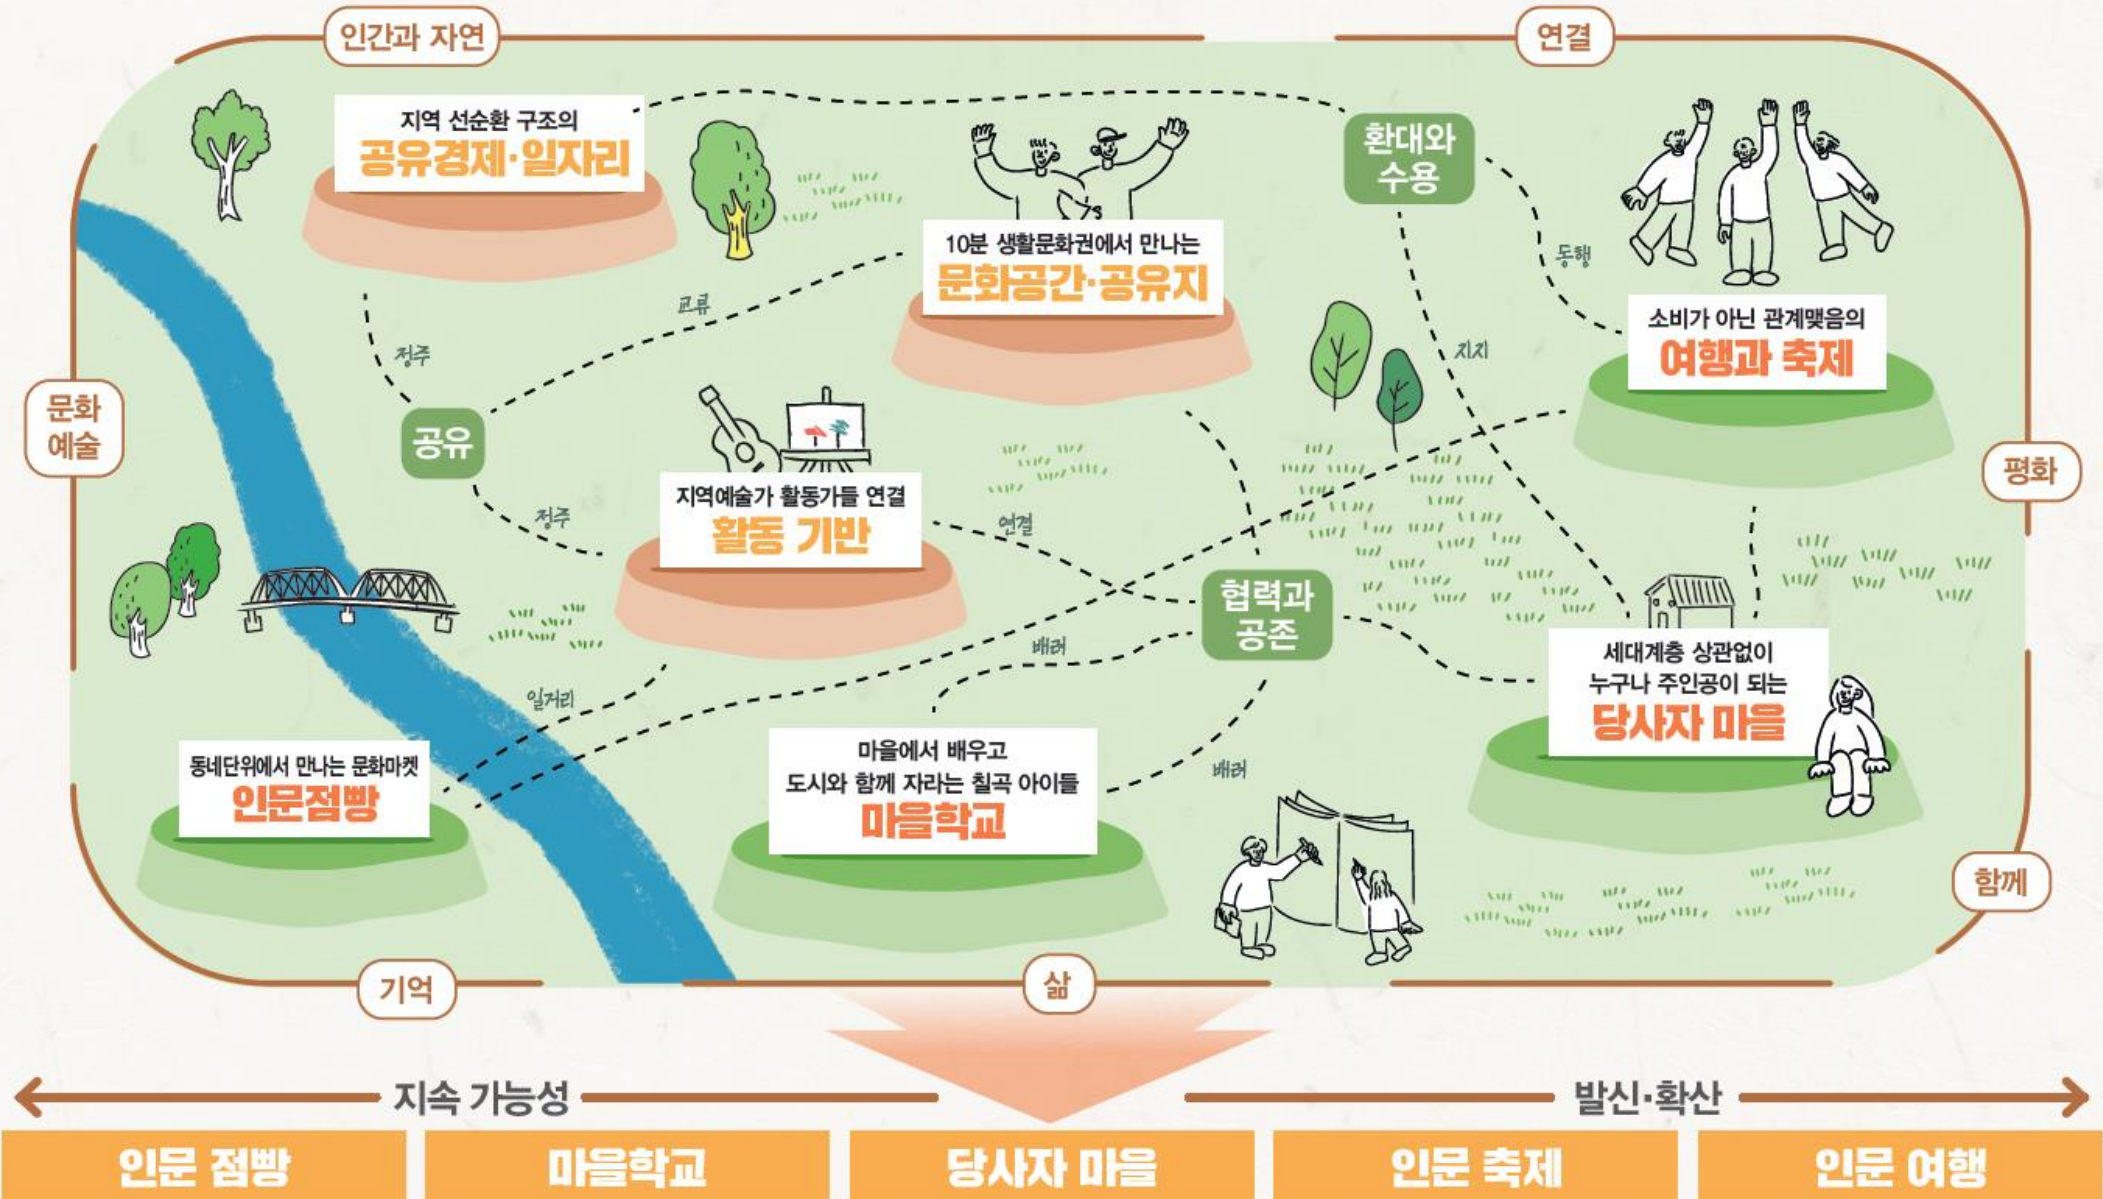 인간과 자연
연결
지역 선순환 구조의
공유경제·일자리
환대와
수용
10분 생활문화권에서 만나는
문화공간·공유지
동행
교류
소비가 아닌 관계맺음의
여행과 축제
정주
지지
문화
예술
공유
평화
지역예술가 활동가들 연결
활동 기반
정주
연결
협력과
공존
배려
세대계층 상관없이
누구나 주인공이 되는
당사자 마을
일거리
동네단위에서 만나는 문화마켓
인문점빵
마을에서 배우고
도시와 함께 자라는 칠곡 아이들
마을학교
배려
함께
기억
삶
지속 가능성
발신·확산
인문 점빵
마을학교
당사자 마을
인문 축제
인문 여행